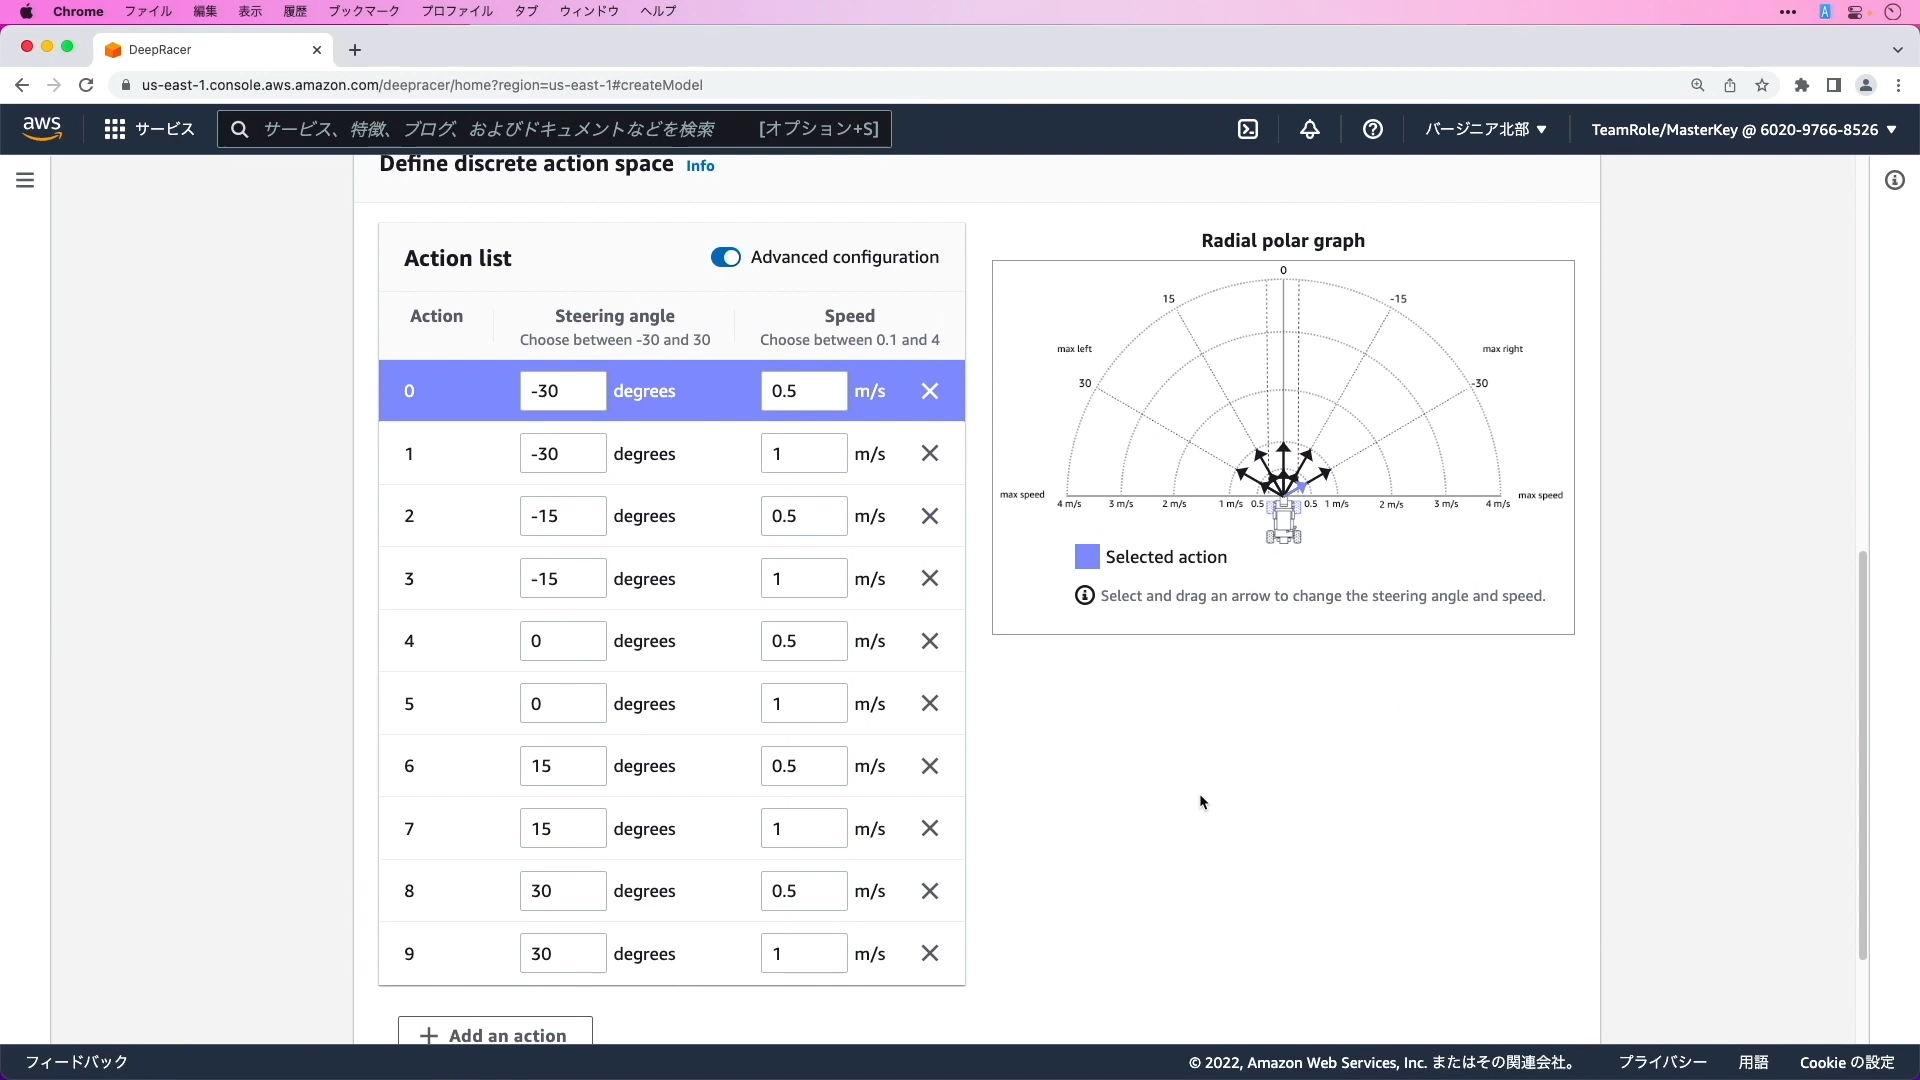 Chrome ファイル 編集 表示 履歴 ブックマーク プロファイル タブ ウィンドウ ヘルプ A
DeepRacer
us-east-1.console.aws.amazon.com/deepracer/home?region=us-east-1#createModel
aws サービス サービス、特徴、ブログ、およびドキュメントなどを検索 [オプション+S] バージニア北部 TeamRole/MasterKey @ 6020-9766-8526
Define discrete action space Info
Action list Advanced configuration
Action Steering angle Speed
Choose between -30 and 30 Choose between 0.1 and 4
0 -30 degrees 0.5 m/s
1 -30 degrees 1 m/s
2 -15 degrees 0.5 m/s
3 -15 degrees 1 m/s
4 0 degrees 0.5 m/s
5 0 degrees 1 m/s
6 15 degrees 0.5 m/s
7 15 degrees 1 m/s
8 30 degrees 0.5 m/s
9 30 degrees 1 m/s
Add an action
Radial polar graph
0
15 -15
max left max right
30 -30
max speed max speed
4 m/s 3 m/s 2 m/s 1 m/s 0.5 0.5 1 m/s 2 m/s 3 m/s 4 m/s
Selected action
Select and drag an arrow to change the steering angle and speed.
フィードバック © 2022, Amazon Web Services, Inc. またはその関連会社。 プライバシー 用語 Cookie の設定